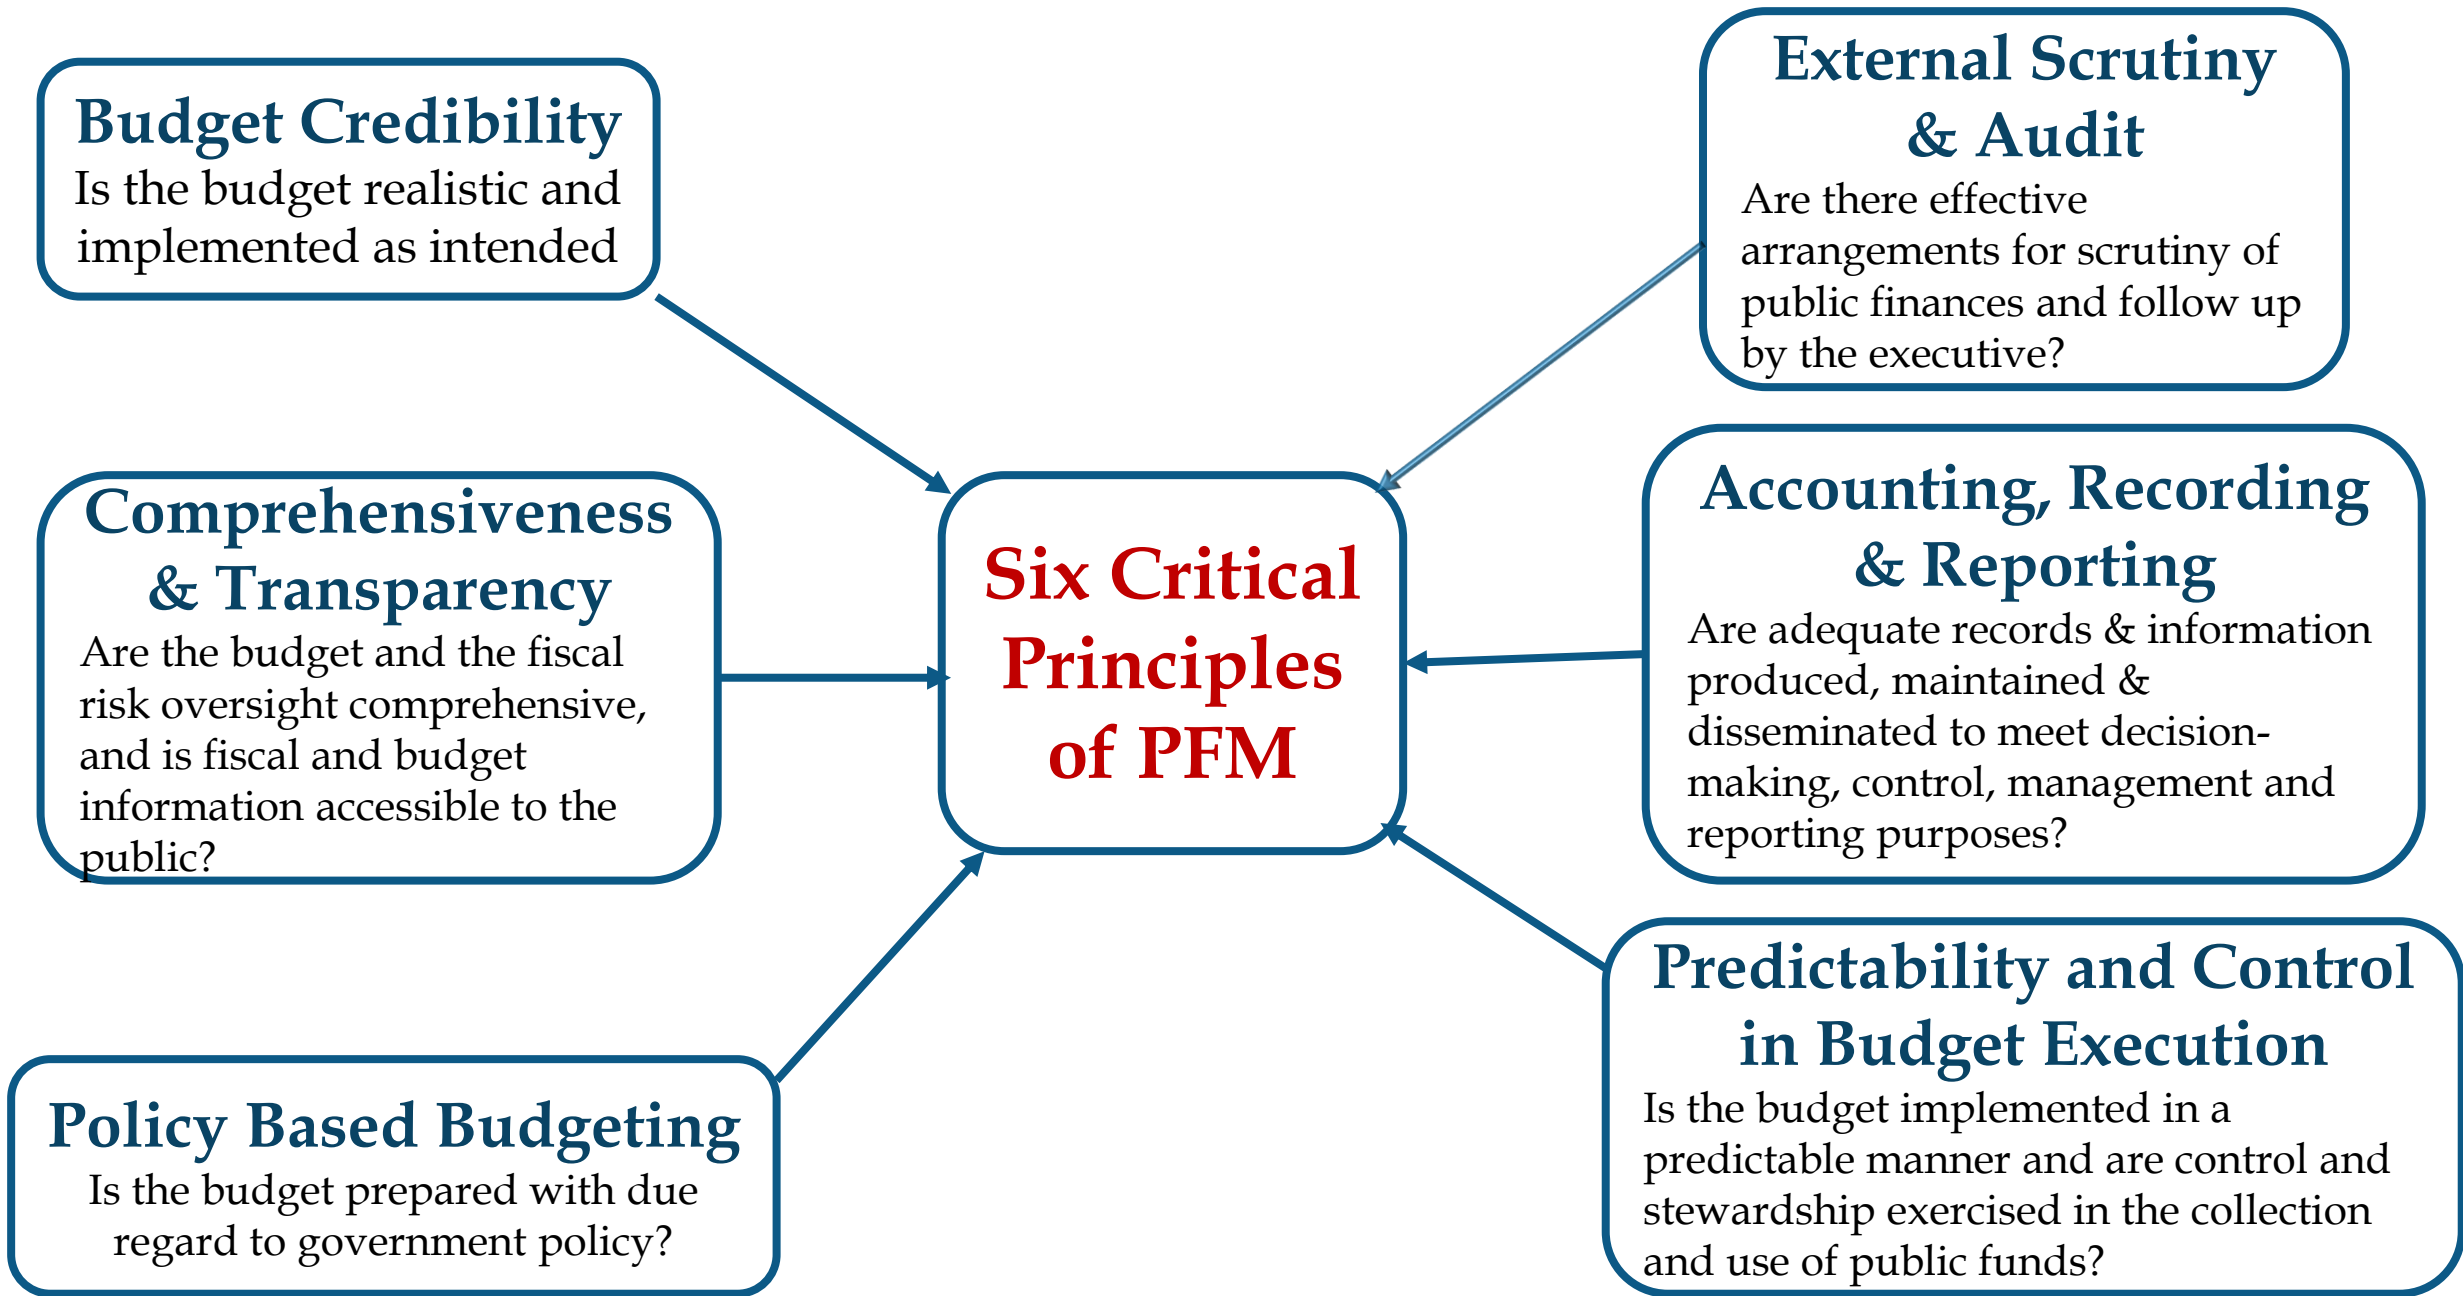 Budget Credibility
Is the budget realistic and
implemented as intended
Comprehensiveness
& Transparency
Are the budget and the fiscal
risk oversight comprehensive,
and is fiscal and budget
information accessible to the
public?
Policy Based Budgeting
Is the budget prepared with due
regard to government policy?
Six Critical
Principles
of PFM
External Scrutiny
& Audit
Are there effective
arrangements for scrutiny of
public finances and follow up
by the executive?
Accounting, Recording
& Reporting
Are adequate records & information
produced, maintained &
disseminated to meet decision-
making, control, management and
reporting purposes?
Predictability and Control
in Budget Execution
Is the budget implemented in a
predictable manner and are control and
stewardship exercised in the collection
and use of public funds?